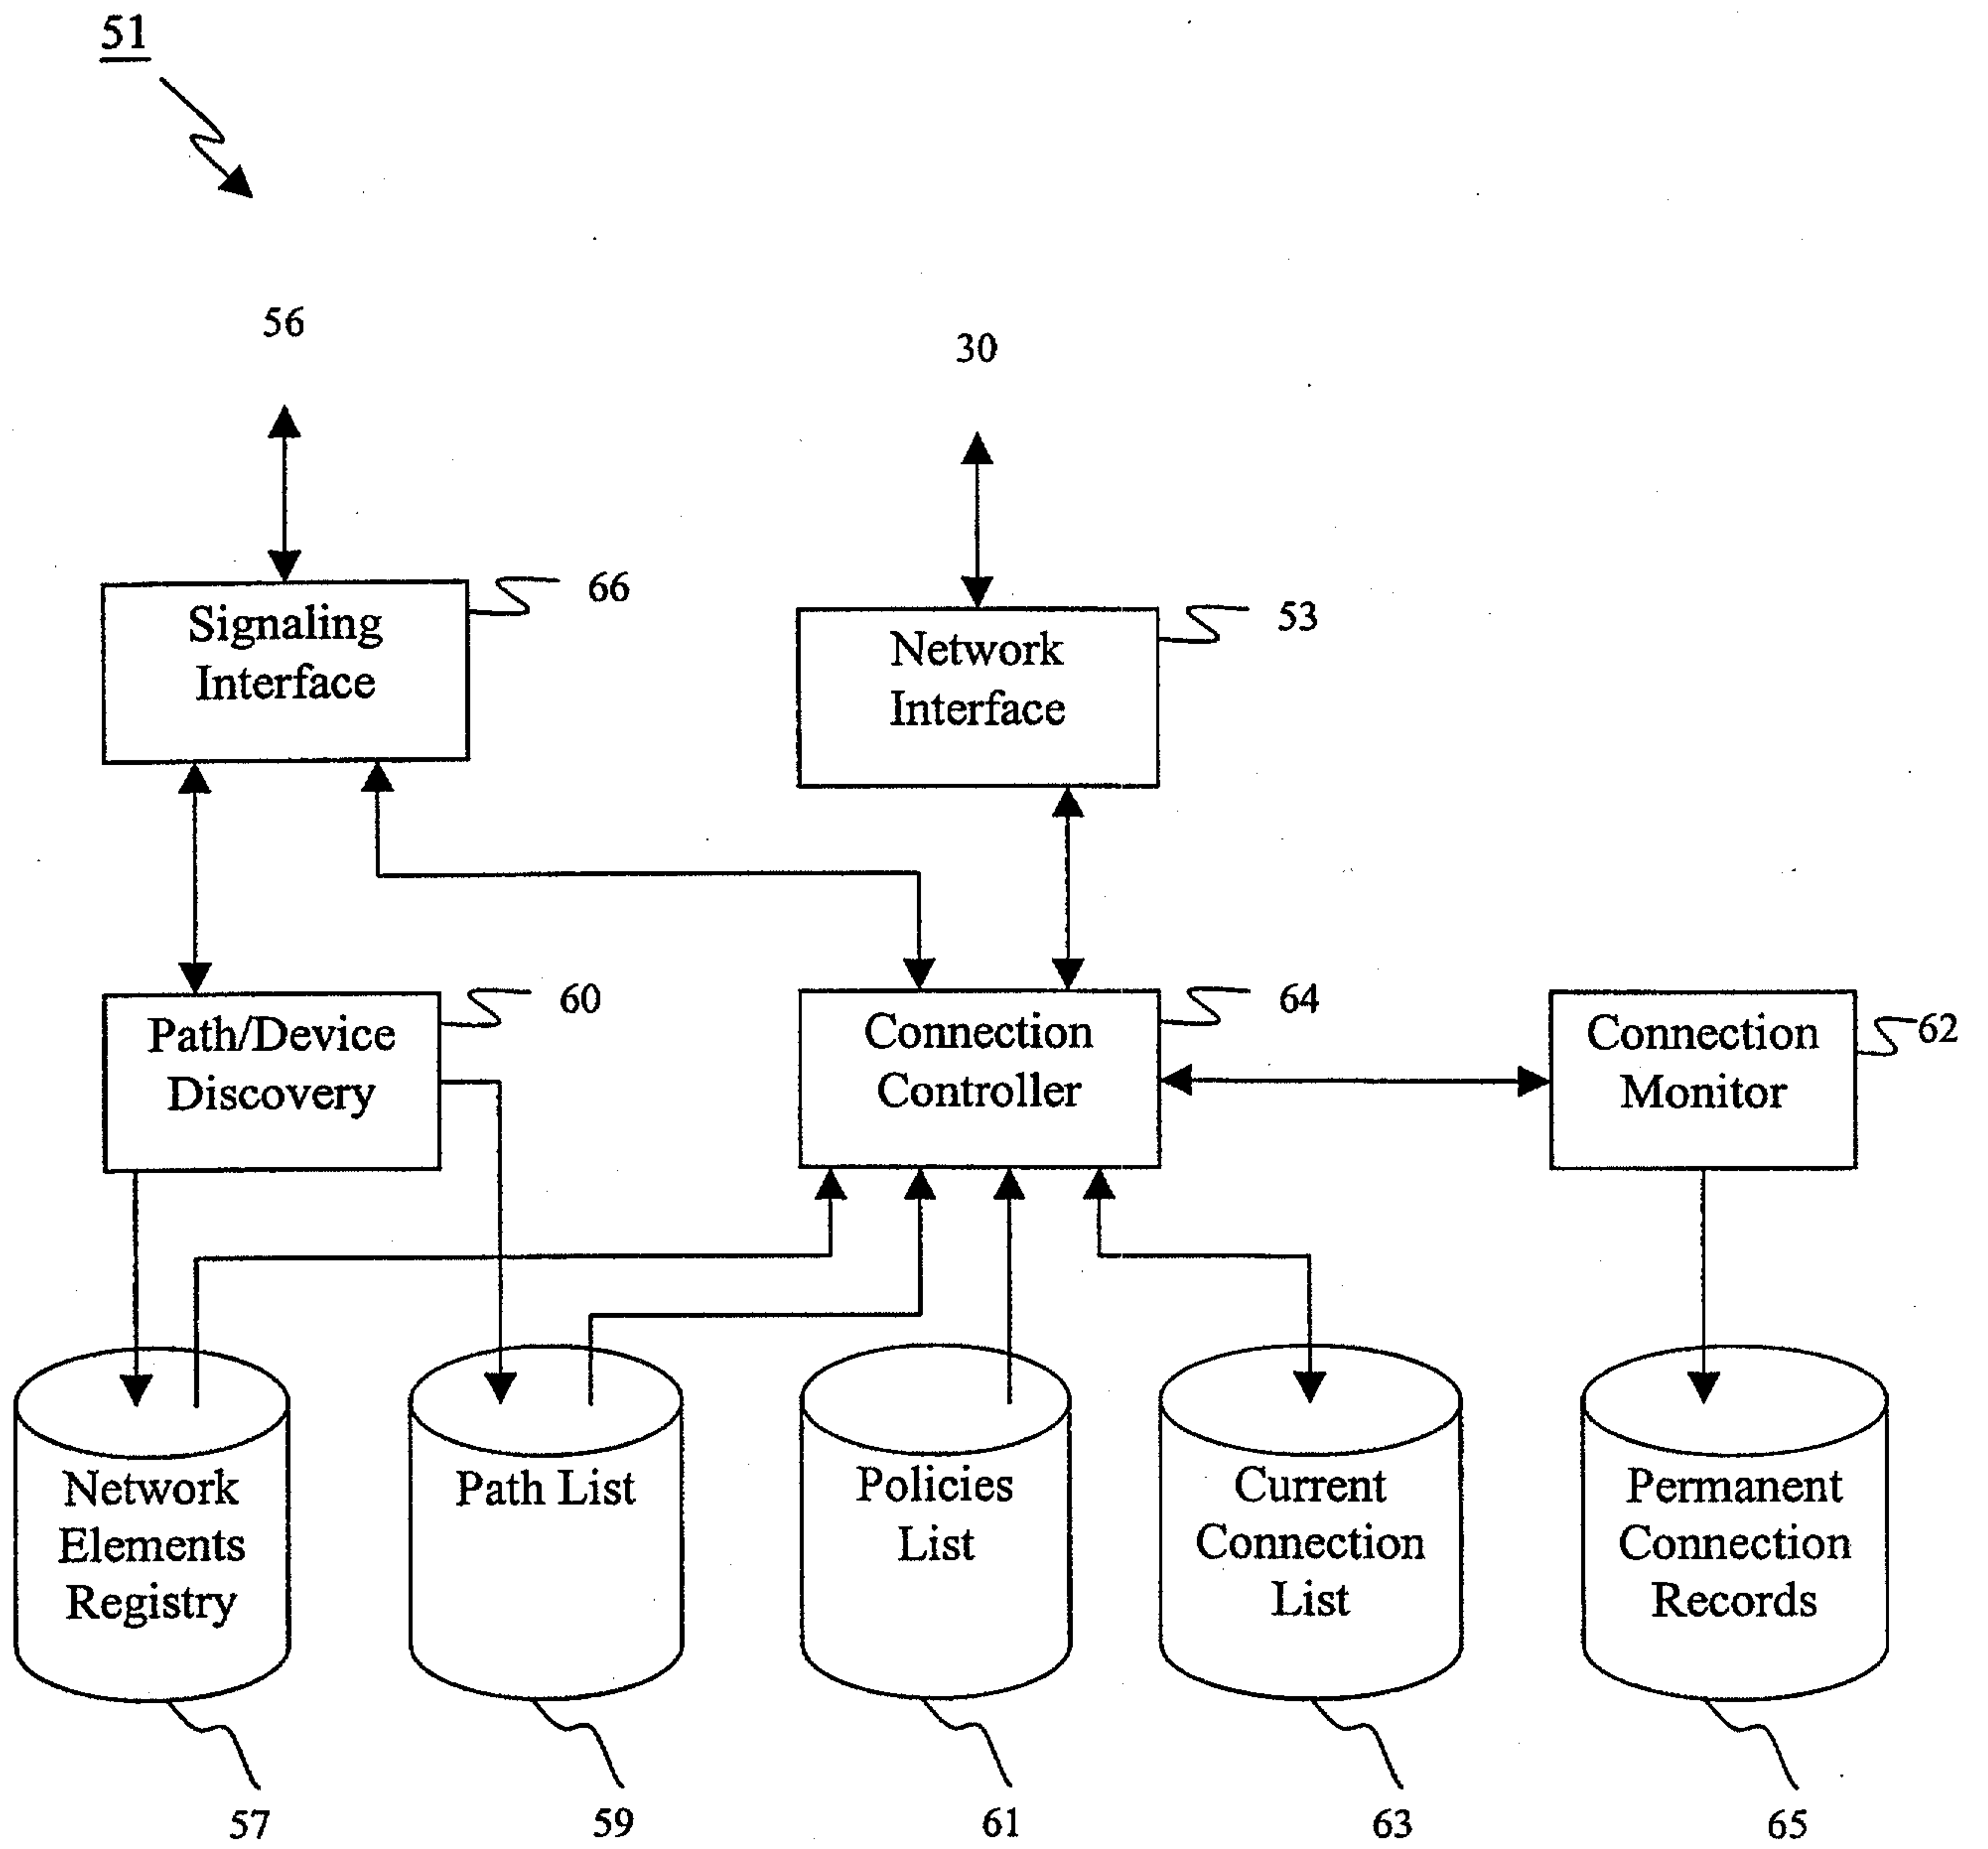 51
56
30
Signaling
Interface
66
Network
Interface
53
Path/Device
Discovery
60
Connection
Controller
64
Connection
Monitor
62
Network
Elements
Registry
Path List
Policies
List
Current
Connection
List
Permanent
Connection
Records
57
59
61
63
65